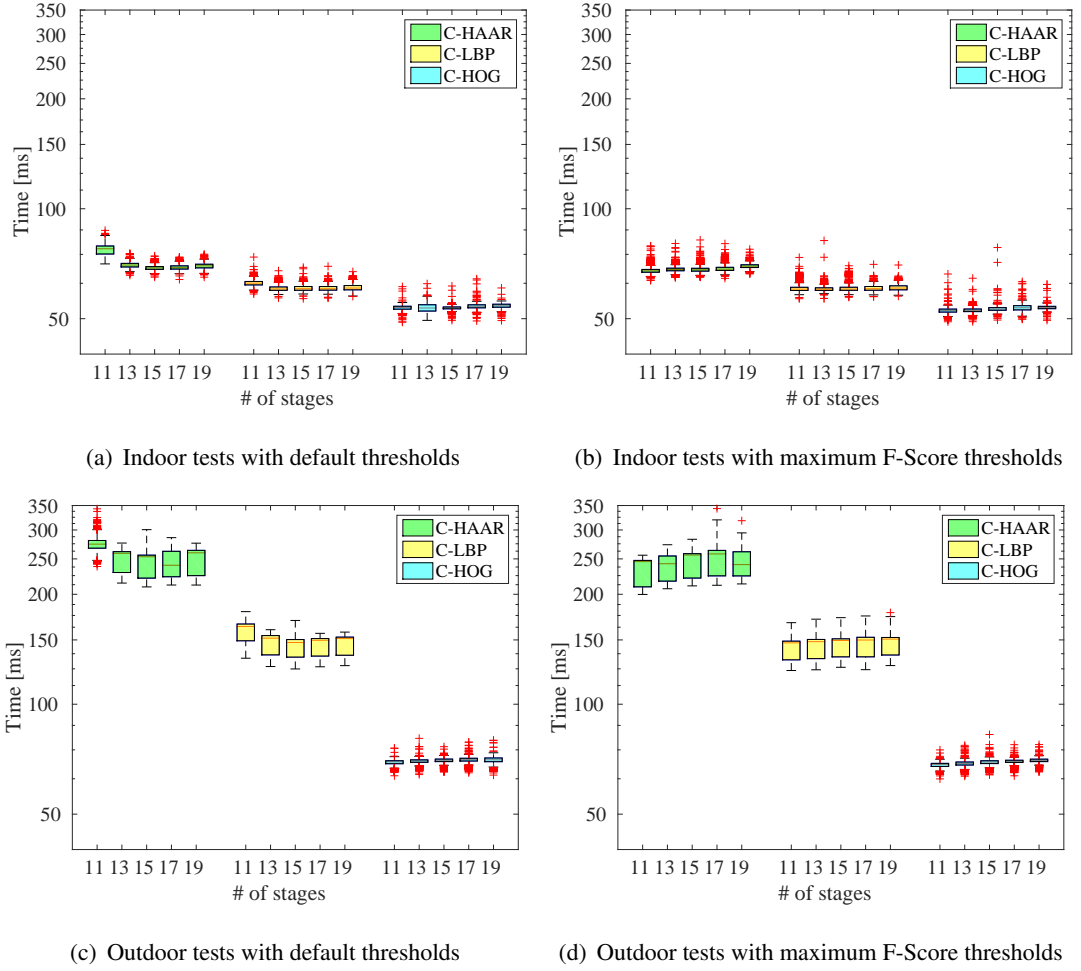 350
300
250
200
150
100
50
Time [ms]
C-HAAR
C-LBP
C-HOG
11 13 15 17 19 11 13 15 17 19 11 13 15 17 19
# of stages
(a) Indoor tests with default thresholds
350
300
250
200
150
100
50
Time [ms]
C-HAAR
C-LBP
C-HOG
11 13 15 17 19 11 13 15 17 19 11 13 15 17 19
# of stages
(b) Indoor tests with maximum F-Score thresholds
350
300
250
200
150
100
50
Time [ms]
C-HAAR
C-LBP
C-HOG
11 13 15 17 19 11 13 15 17 19 11 13 15 17 19
# of stages
(c) Outdoor tests with default thresholds
350
300
250
200
150
100
50
Time [ms]
C-HAAR
C-LBP
C-HOG
11 13 15 17 19 11 13 15 17 19 11 13 15 17 19
# of stages
(d) Outdoor tests with maximum F-Score thresholds